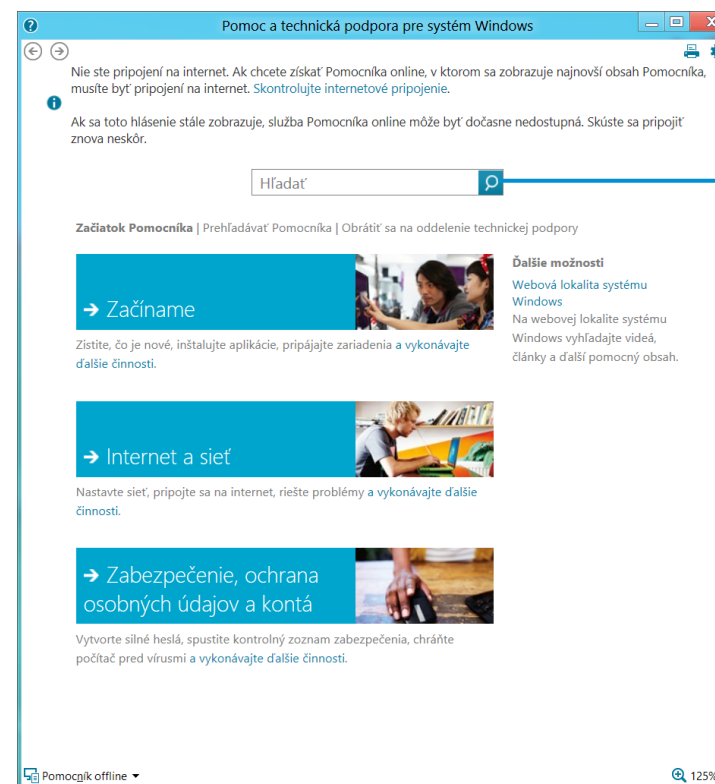 Pomoc a technická podpora pre systém Windows
Nie ste pripojení na internet. Ak chcete získať Pomocníka online, v ktorom sa zobrazuje najnovší obsah Pomocníka,
musíte byť pripojení na internet. Skontrolujte internetové pripojenie.
Ak sa toto hlásenie stále zobrazuje, služba Pomocníka online môže byť dočasne nedostupná. Skúste sa pripojiť
znova neskôr.
Hľadať
Začiatok Pomocníka | Prehľadávať Pomocníka | Obrátiť sa na oddelenie technickej podpory
Začíname
Zistite, čo je nové, inštalujte aplikácie, pripájajte zariadenia a vykonávajte
ďalšie činnosti.
Ďalšie možnosti
Webová lokalita systému
Windows
Na webovej lokalite systému
Windows vyhľadajte videá,
články a ďalší pomocný obsah.
Internet a sieť
Nastavte sieť, pripojte sa na internet, riešte problémy a vykonávajte ďalšie
činnosti.
Zabezpečenie, ochrana
osobných údajov a kontá
Vytvorte silné heslá, spustite kontrolný zoznam zabezpečenia, chráňte
počítač pred vírusmi a vykonávajte ďalšie činnosti.
Pomocník offline
125%